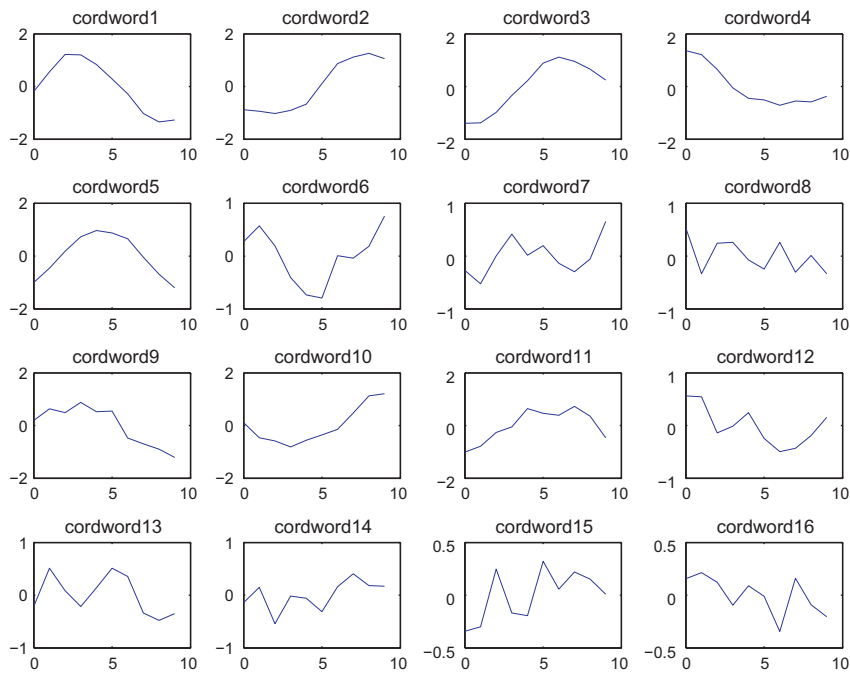 cordword1 cordword2 cordword3 cordword4
2 2 2 2
0 0 0 0
−2 −2 −2 −2
0 5 10 0 5 10 0 5 10 0 5 10
cordword5 cordword6 cordword7 cordword8
2 1 1 1
0 0 0 0
−2 −1 −1 −1
0 5 10 0 5 10 0 5 10 0 5 10
cordword9 cordword10 cordword11 cordword12
2 2 2 1
0 0 0 0
−2 −2 −2 −1
0 5 10 0 5 10 0 5 10 0 5 10
cordword13 cordword14 cordword15 cordword16
1 1 0.5 0.5
0 0 0 0
−1 −1 −0.5 −0.5
0 5 10 0 5 10 0 5 10 0 5 10